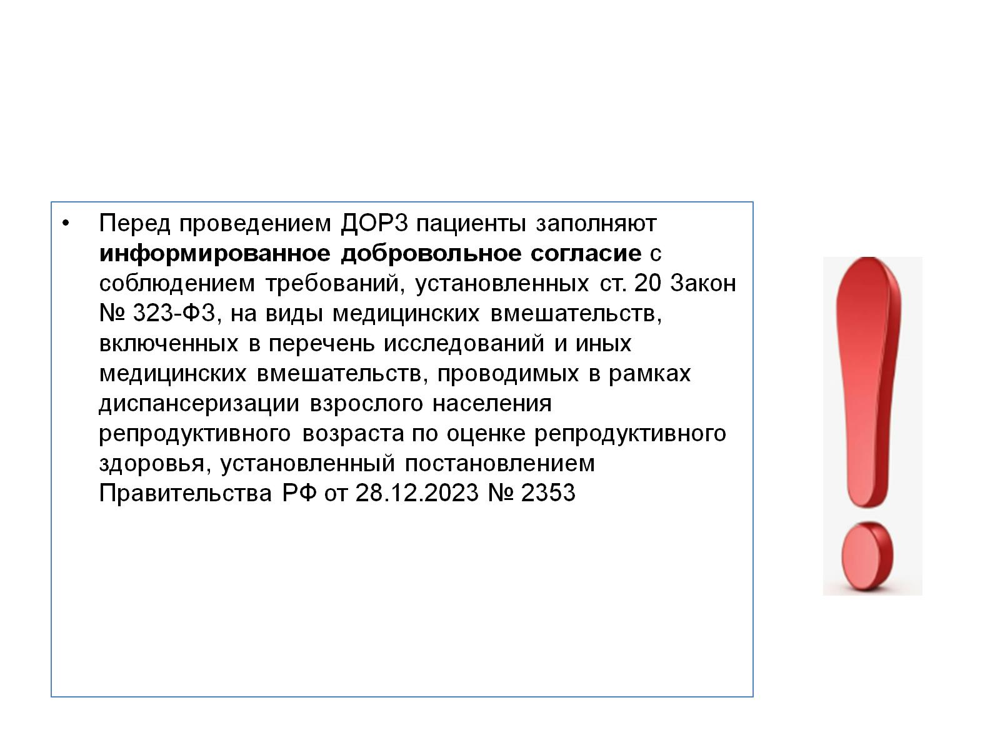 • Перед проведением ДОРЗ пациенты заполняют
информированное добровольное согласие с
соблюдением требований, установленных ст. 20 Закон
№ 323-ФЗ, на виды медицинских вмешательств,
включенных в перечень исследований и иных
медицинских вмешательств, проводимых в рамках
диспансеризации взрослого населения
репродуктивного возраста по оценке репродуктивного
здоровья, установленный постановлением
Правительства РФ от 28.12.2023 № 2353